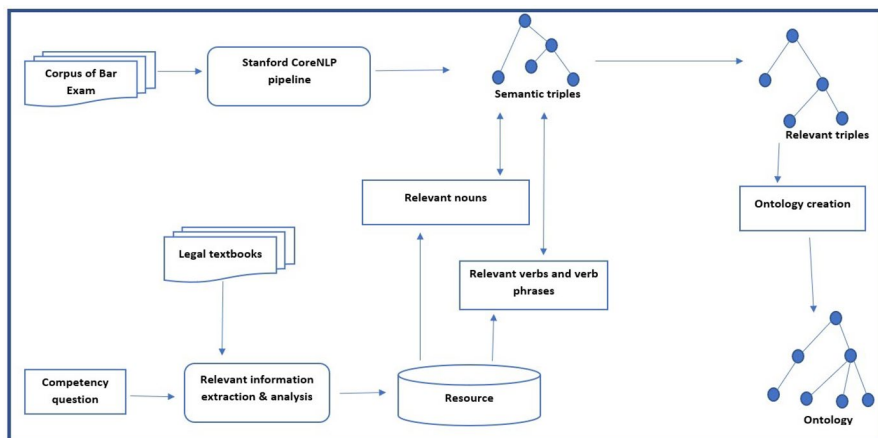 Corpus of Bar
Exam
Stanford CoreNLP
pipeline
Semantic triples
Relevant triples
Relevant nouns
Ontology creation
Legal textbooks
Relevant verbs and verb
phrases
Competency
question
Relevant information
extraction & analysis
Resource
Ontology